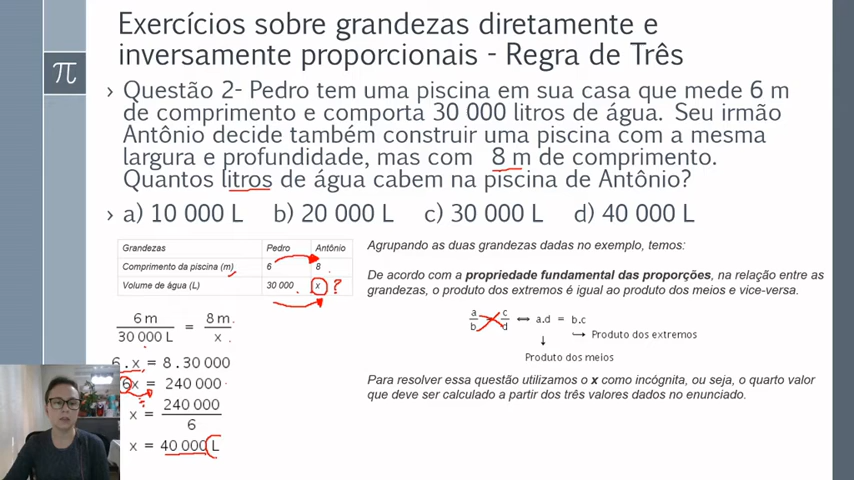 Exercícios sobre grandezas diretamente e
inversamente proporcionais - Regra de Três
π
› Questão 2- Pedro tem uma piscina em sua casa que mede 6 m
de comprimento e comporta 30 000 litros de água. Seu irmão
Antônio decide também construir uma piscina com a mesma
largura e profundidade, mas com 8 m de comprimento.
Quantos litros de água cabem na piscina de Antônio?
› a) 10 000 L b) 20 000 L c) 30 000 L d) 40 000 L
Grandezas Pedro Antônio
Comprimento da piscina (m) 6 8
Volume de água (L) 30 000 x ?
6 m / 30 000 L = 8 m / x
6 . x = 8 . 30 000
6x = 240 000
÷
x = 240 000 / 6
x = 40 000 L
Agrupando as duas grandezas dadas no exemplo, temos:
De acordo com a propriedade fundamental das proporções, na relação entre as
grandezas, o produto dos extremos é igual ao produto dos meios e vice-versa.
a/b = c/d ⟺ a.d = b.c
↓ ↳ Produto dos extremos
Produto dos meios
Para resolver essa questão utilizamos o x como incógnita, ou seja, o quarto valor
que deve ser calculado a partir dos três valores dados no enunciado.